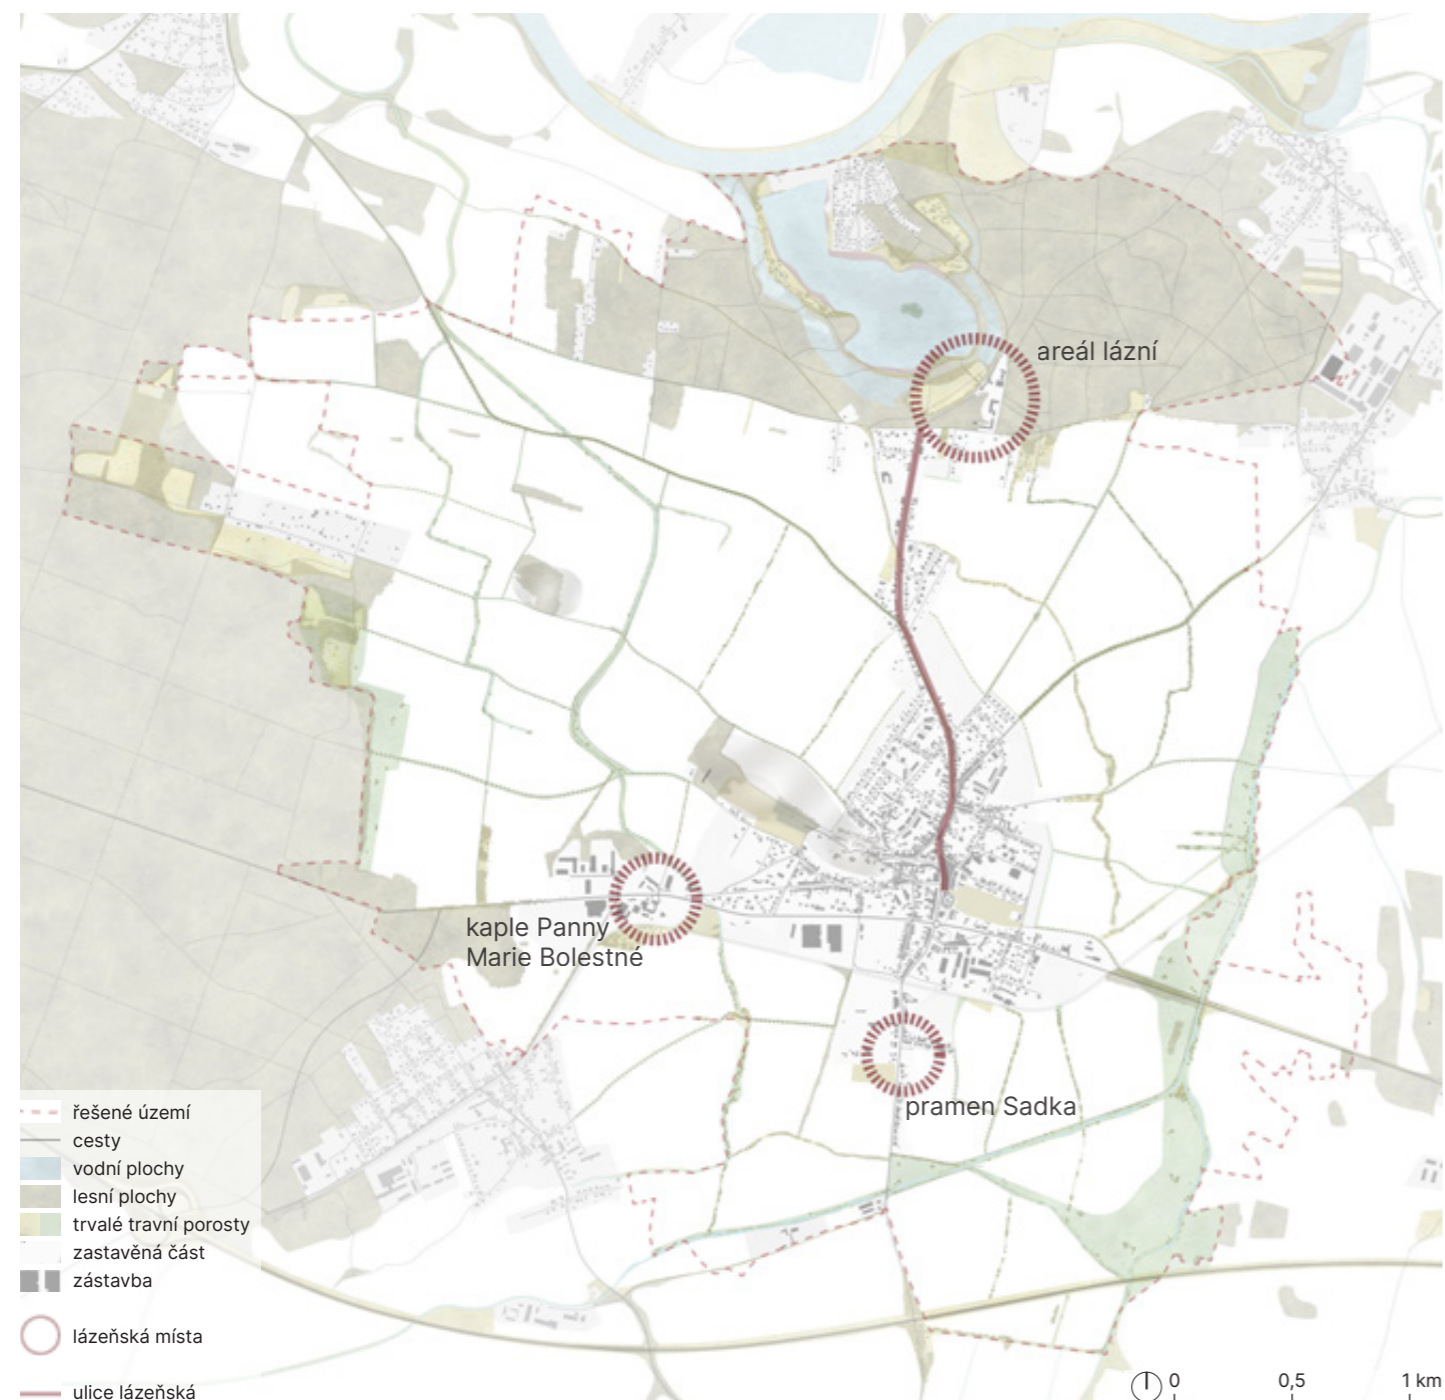 areál lázní
kaple Panny
Marie Bolestné
pramen Sadka
řešené území
cesty
vodní plochy
lesní plochy
trvalé travní porosty
zastavěná část
zástavba
lázeňská místa
ulice lázeňská
0 0,5 1 km